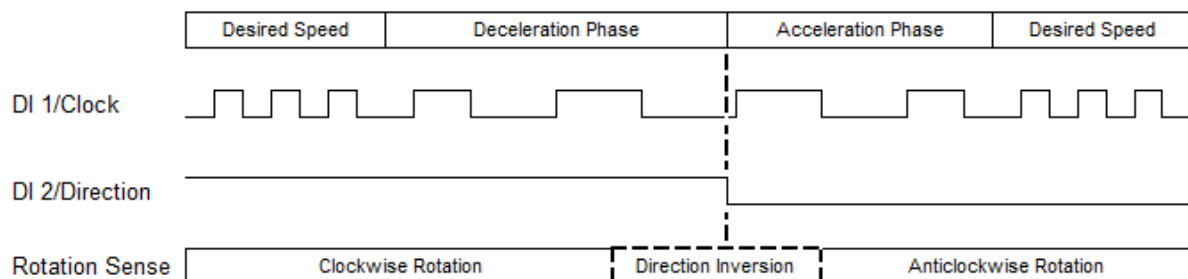 Desired Speed Deceleration Phase Acceleration Phase Desired Speed
DI 1/Clock
DI 2/Direction
Rotation Sense Clockwise Rotation Direction Inversion Anticlockwise Rotation